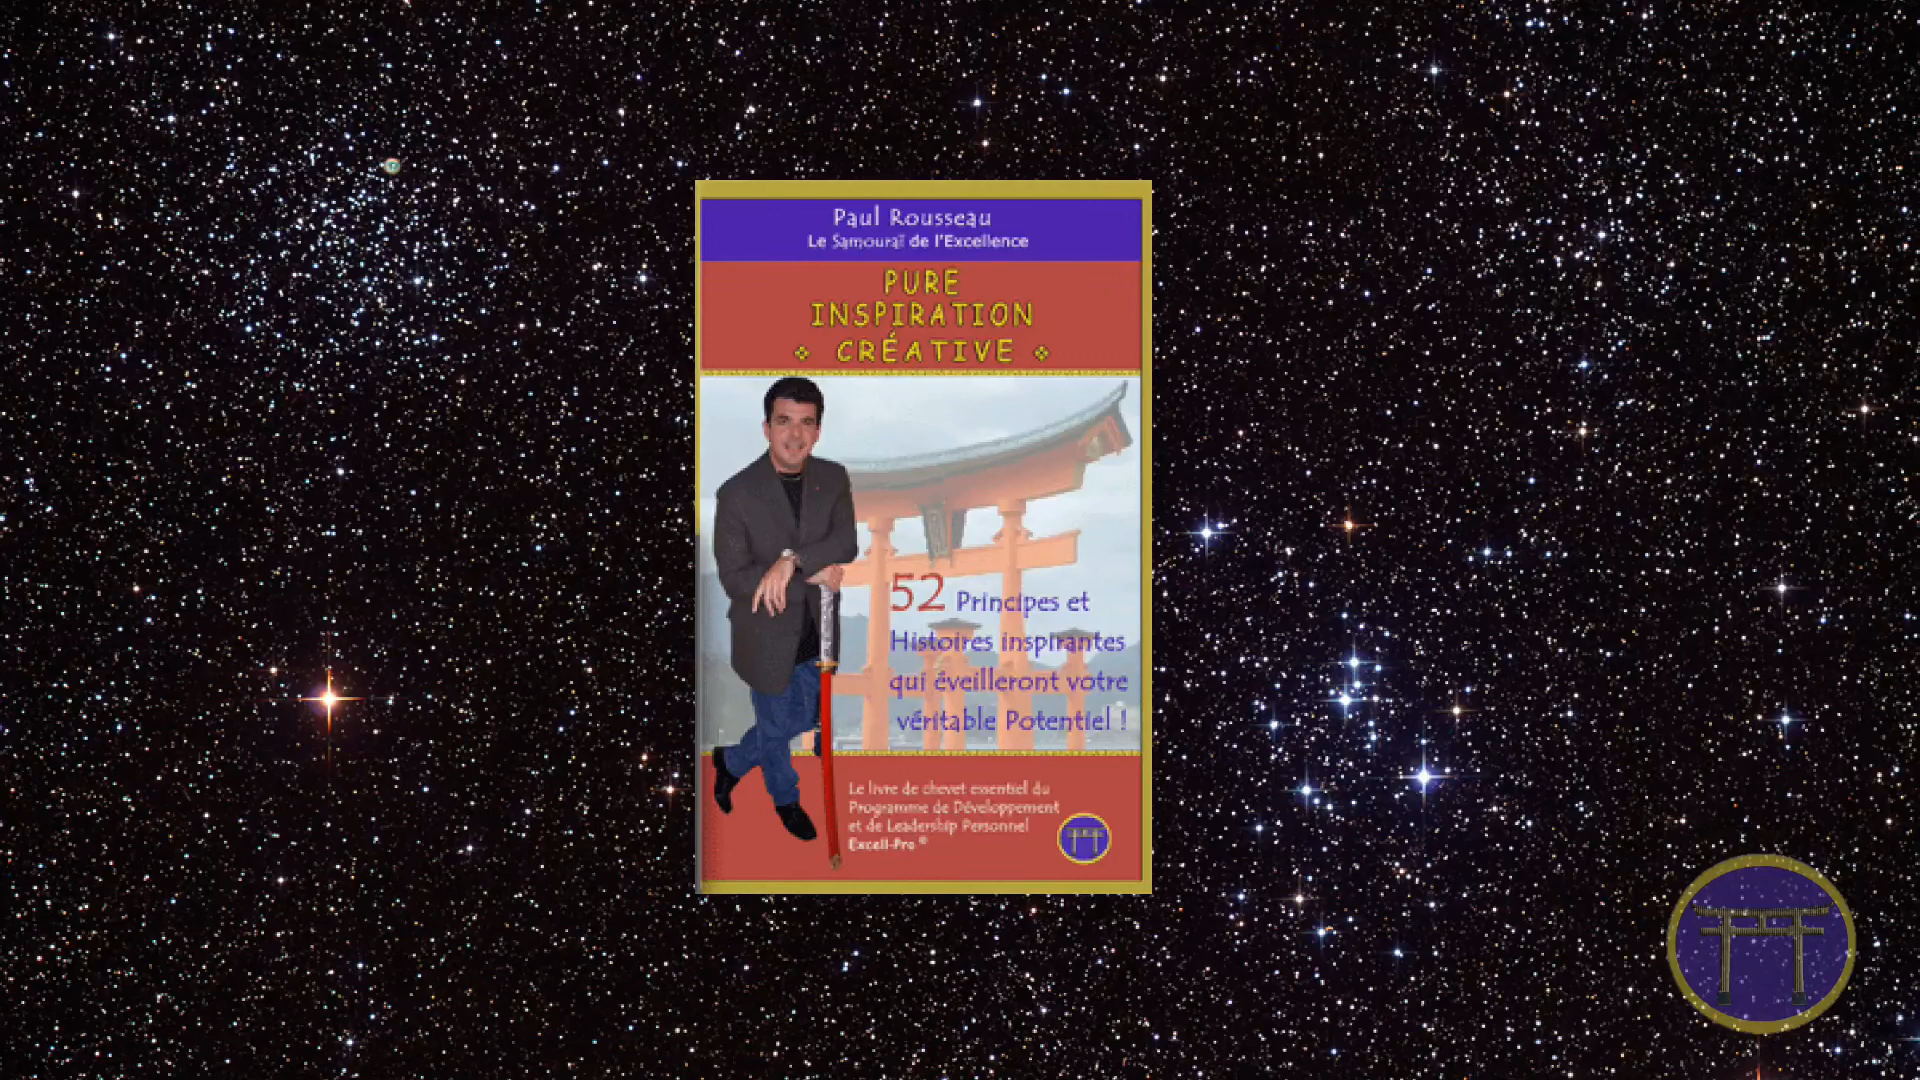 Paul Rousseau
Le Samouraï de l'Excellence
PURE
INSPIRATION
CRÉATIVE
52 Principes et
Histoires inspirantes
qui éveilleront votre
véritable Potentiel !
Le livre de chevet essentiel du
Programme de Développement
et de Leadership Personnel
Excell-Pro ®